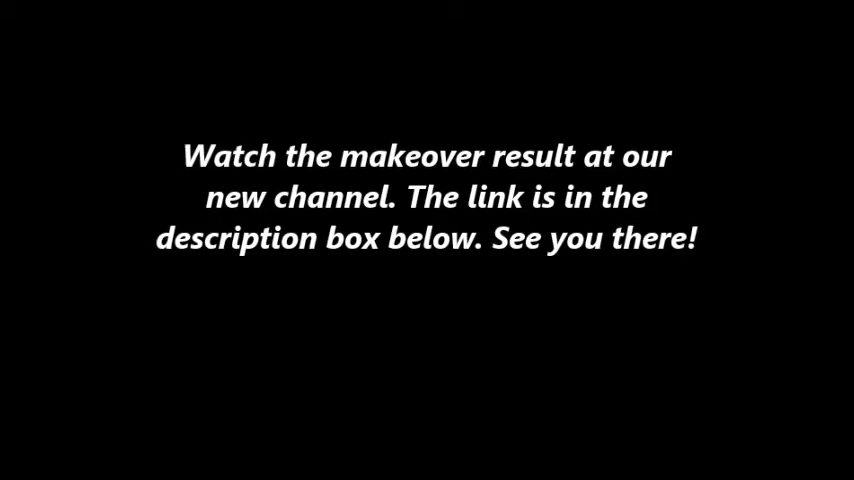 Watch the makeover result at our
new channel. The link is in the
description box below. See you there!